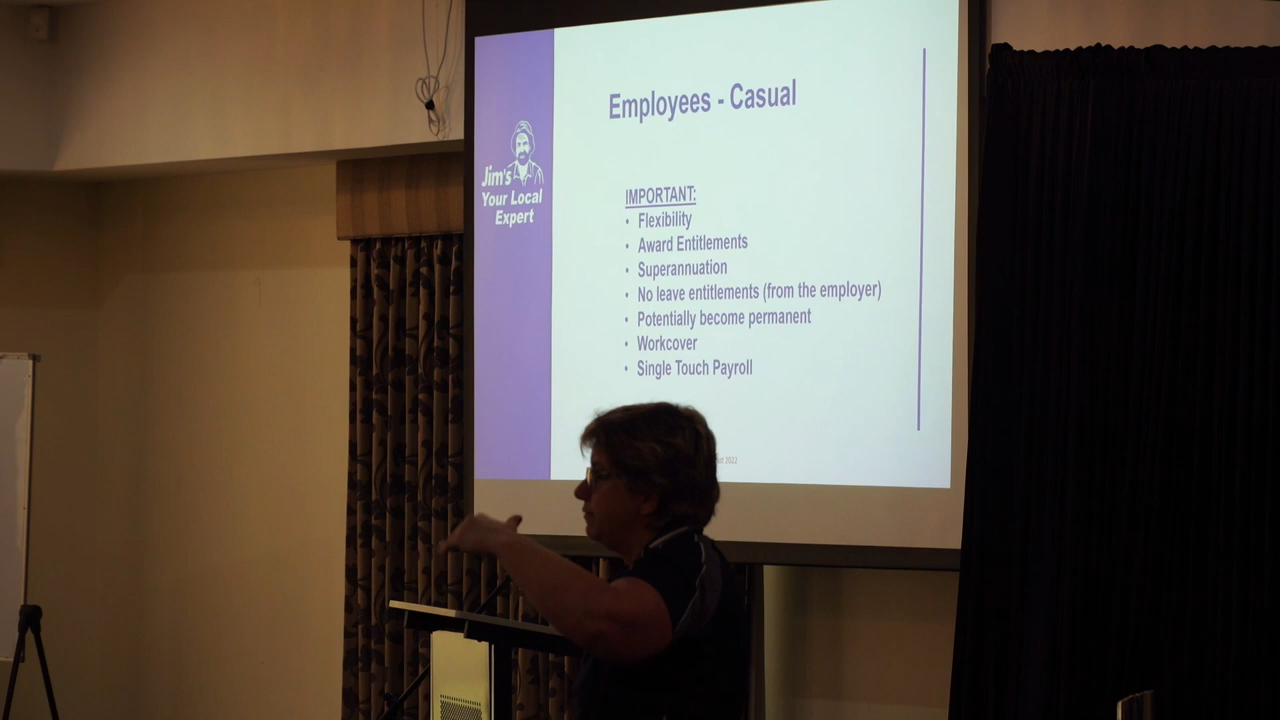 Employees - Casual
Jim's
Your Local
Expert
IMPORTANT:
• Flexibility
• Award Entitlements
• Superannuation
• No leave entitlements (from the employer)
• Potentially become permanent
• Workcover
• Single Touch Payroll
2022